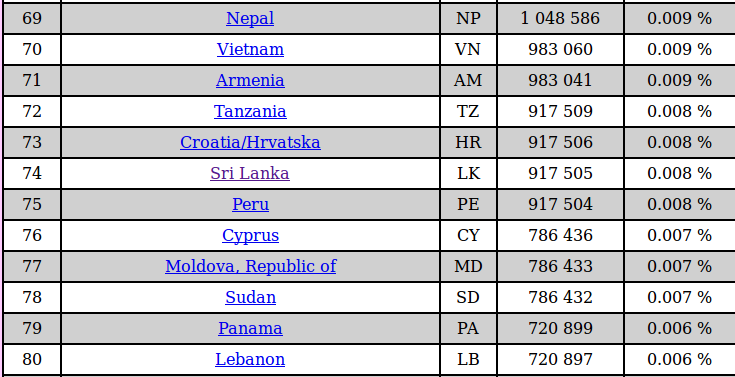 69 Nepal NP 1 048 586 0.009 %
70 Vietnam VN 983 060 0.009 %
71 Armenia AM 983 041 0.009 %
72 Tanzania TZ 917 509 0.008 %
73 Croatia/Hrvatska HR 917 506 0.008 %
74 Sri Lanka LK 917 505 0.008 %
75 Peru PE 917 504 0.008 %
76 Cyprus CY 786 436 0.007 %
77 Moldova, Republic of MD 786 433 0.007 %
78 Sudan SD 786 432 0.007 %
79 Panama PA 720 899 0.006 %
80 Lebanon LB 720 897 0.006 %